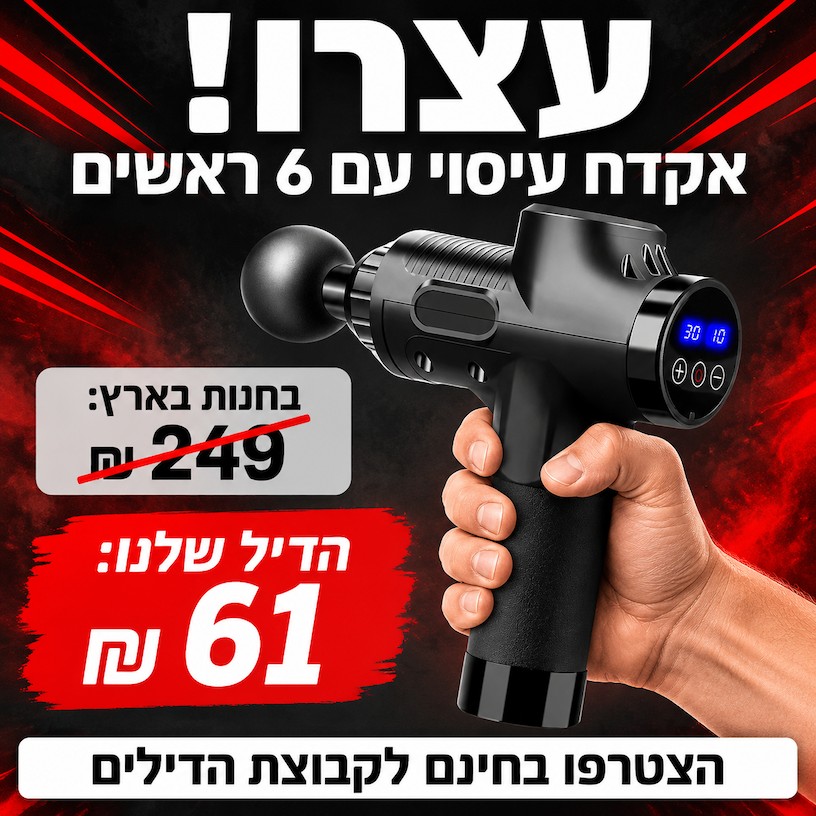 עצרו!
אקדח עיסוי עם 6 ראשים
30 10
בחנות בארץ:
249 ₪
הדיל שלנו:
61 ₪
הצטרפו בחינם לקבוצת הדילים